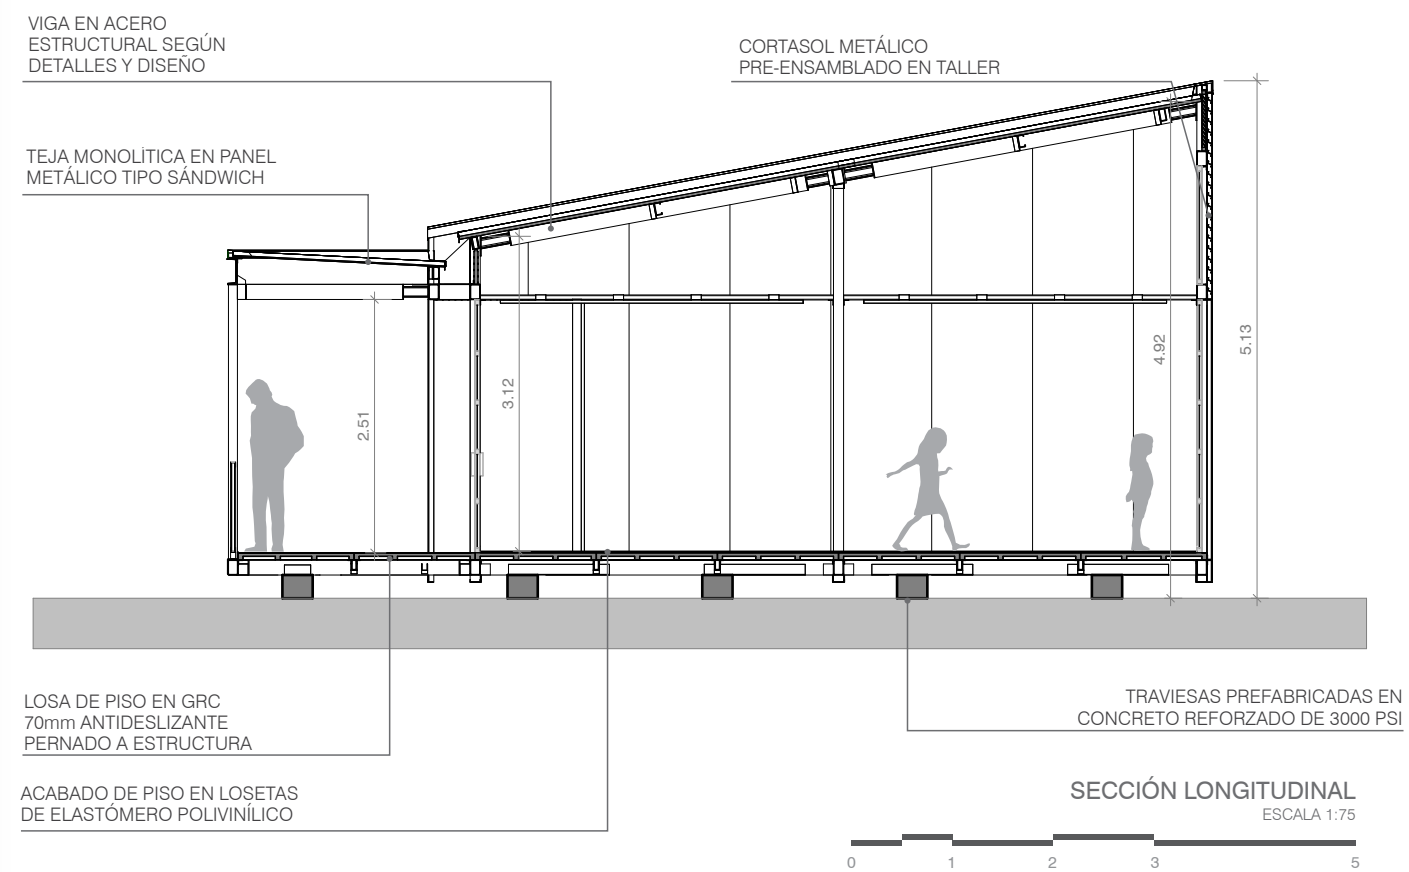 VIGA EN ACERO
ESTRUCTURAL SEGÚN
DETALLES Y DISEÑO
CORTASOL METÁLICO
PRE-ENSAMBLADO EN TALLER
TEJA MONOLÍTICA EN PANEL
METÁLICO TIPO SÁNDWICH
2.51
3.12
4.92
5.13
LOSA DE PISO EN GRC
70mm ANTIDESLIZANTE
PERNADO A ESTRUCTURA
TRAVIESAS PREFABRICADAS EN
CONCRETO REFORZADO DE 3000 PSI
ACABADO DE PISO EN LOSETAS
DE ELASTÓMERO POLIVINÍLICO
SECCIÓN LONGITUDINAL
ESCALA 1:75
0 1 2 3 5